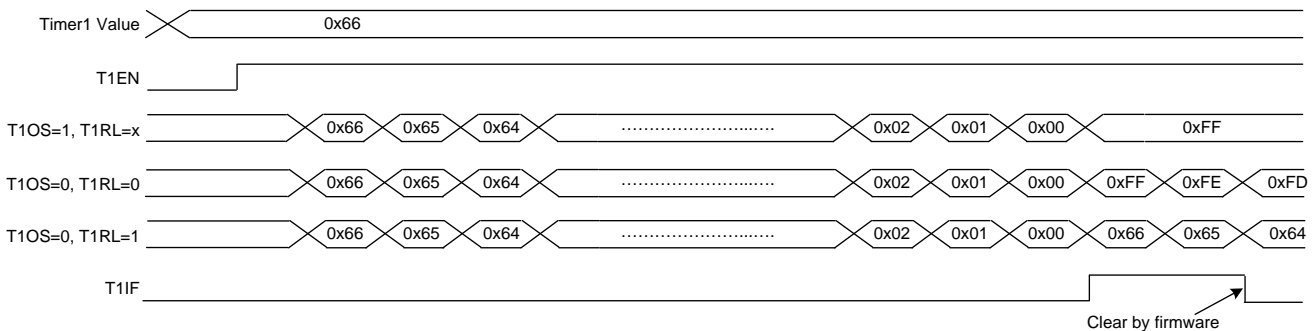 Timer1 Value 0x66
T1EN
T1OS=1, T1RL=x 0x66 0x65 0x64 ........................ 0x02 0x01 0x00 0xFF
T1OS=0, T1RL=0 0x66 0x65 0x64 ........................ 0x02 0x01 0x00 0xFF 0xFE 0xFD
T1OS=0, T1RL=1 0x66 0x65 0x64 ........................ 0x02 0x01 0x00 0x66 0x65 0x64
T1IF
Clear by firmware